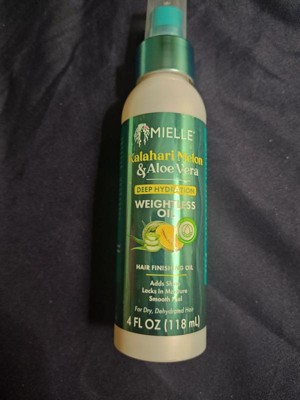 MIELLE
Kalahari Melon
& Aloe Vera
DEEP HYDRATION
WEIGHTLESS
OIL
HAIR FINISHING OIL
Adds Shine
Locks In Moisture
Smooth Feel
For Dry, Dehydrated Hair
4 FL OZ (118 mL)